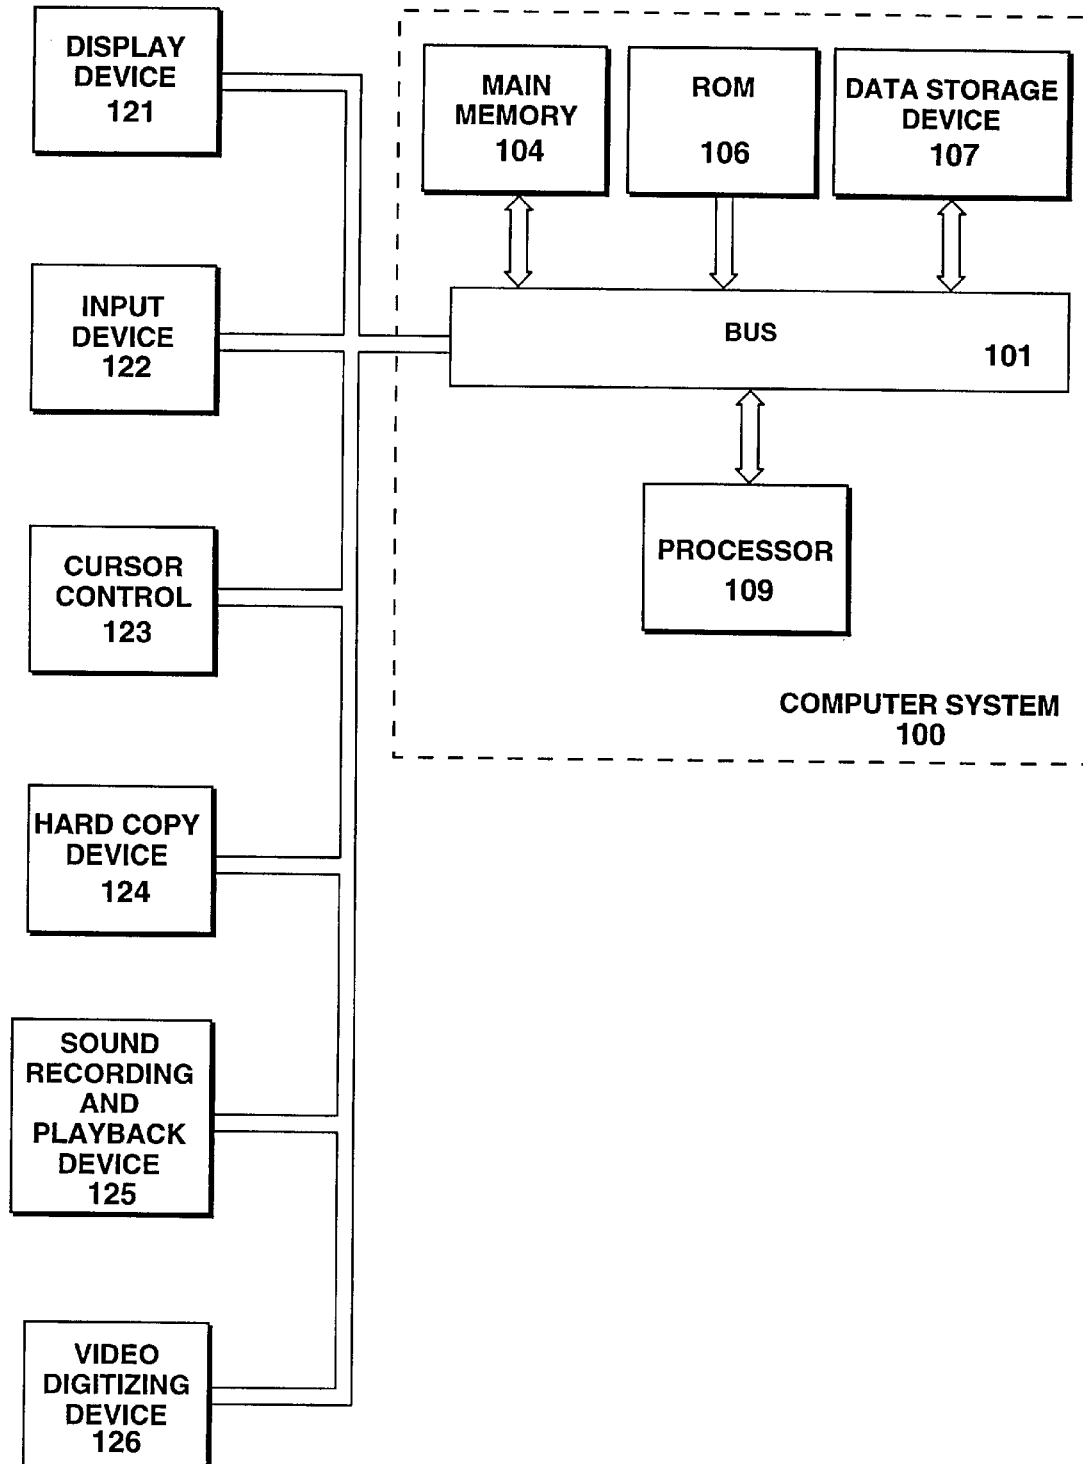 DISPLAY
DEVICE
121
MAIN
MEMORY
104
ROM
106
DATA STORAGE
DEVICE
107
INPUT
DEVICE
122
BUS
101
CURSOR
CONTROL
123
PROCESSOR
109
COMPUTER SYSTEM
100
HARD COPY
DEVICE
124
SOUND
RECORDING
AND
PLAYBACK
DEVICE
125
VIDEO
DIGITIZING
DEVICE
126